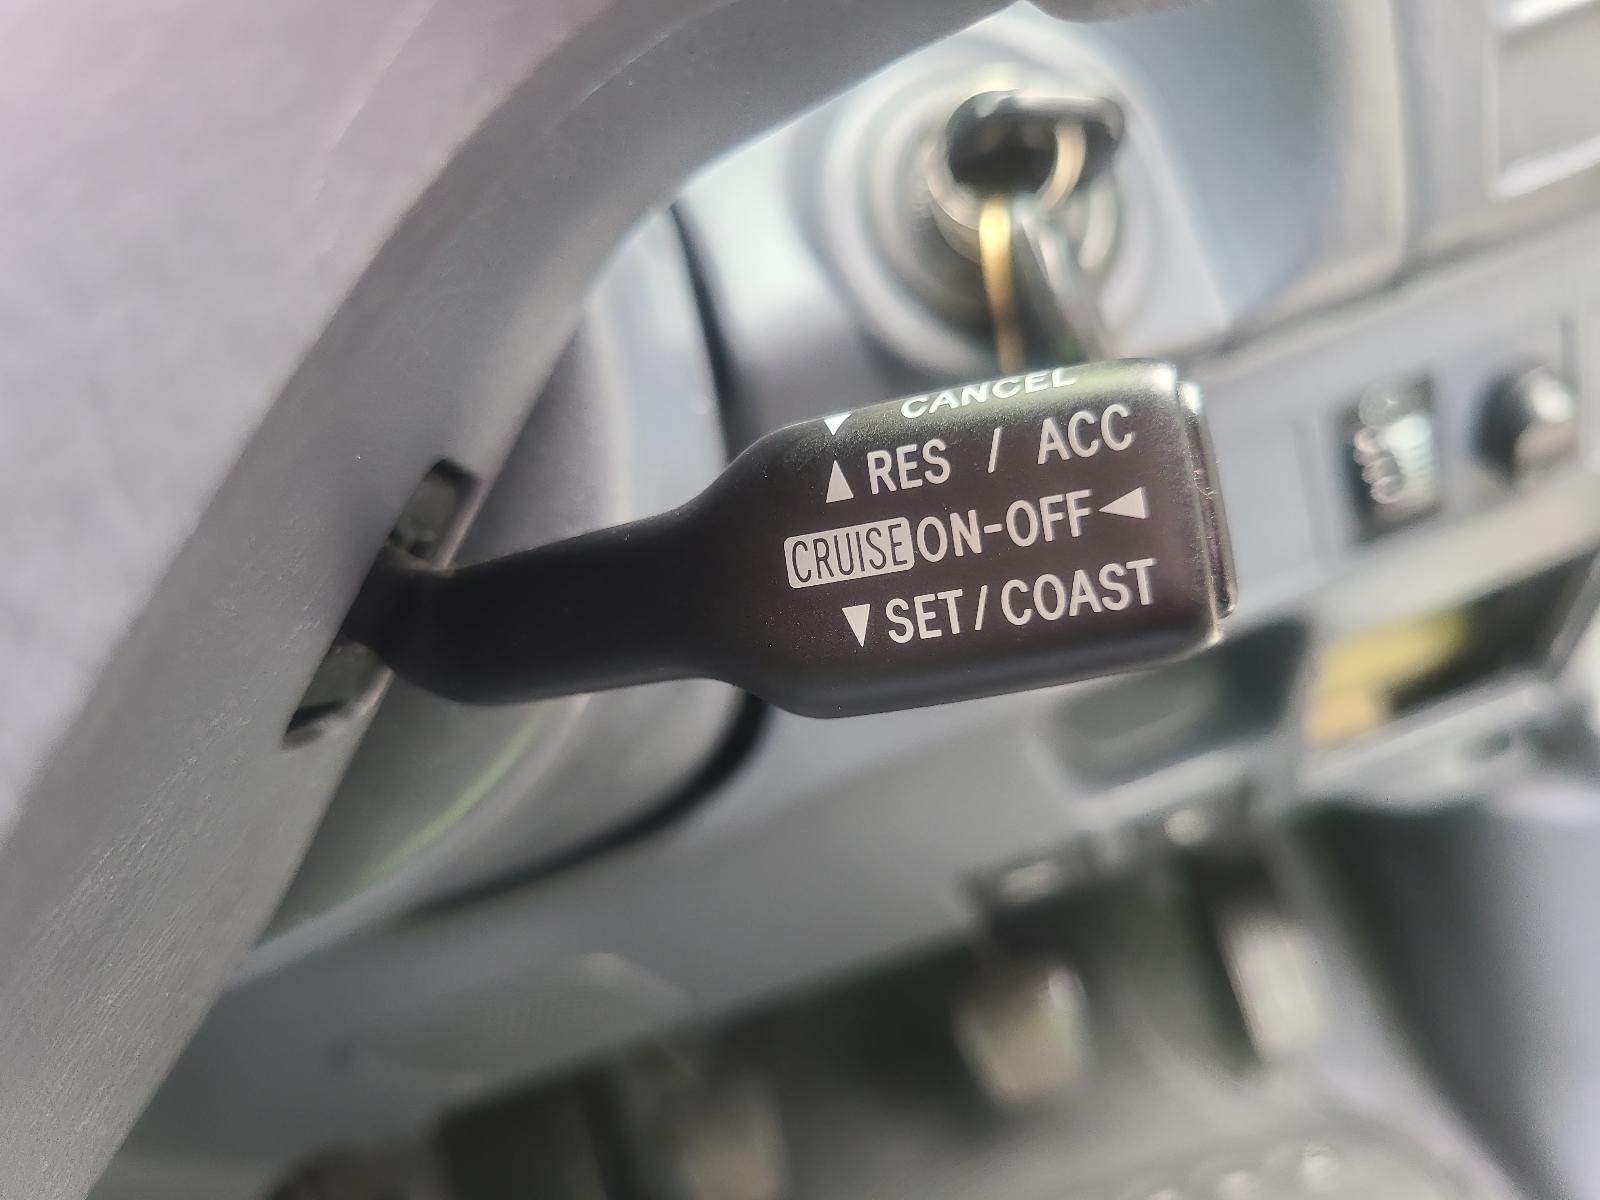 ▼ CANCEL
▲ RES / ACC
CRUISE ON-OFF ◀
▼ SET / COAST